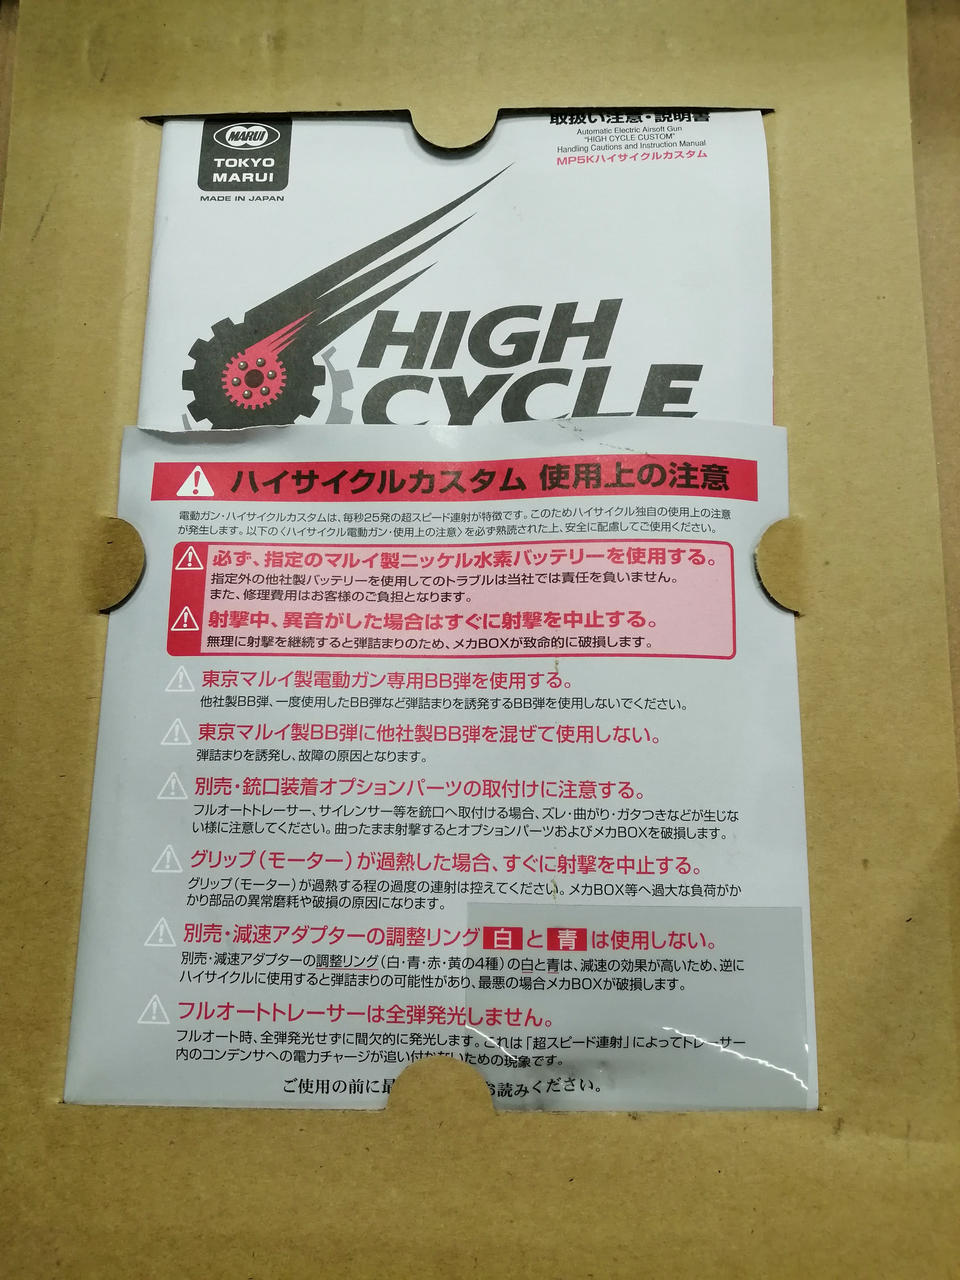 MARUI
TOKYO
MARUI
MADE IN JAPAN
取扱い注意・説明書
Automatic Electric Airsoft Gun
"HIGH CYCLE CUSTOM"
Handling Cautions and Instruction Manual
MP5Kハイサイクルカスタム
HIGH
CYCLE
ハイサイクルカスタム 使用上の注意
電動ガン・ハイサイクルカスタムは、毎秒25発の超スピード連射が特徴です。このためハイサイクル独自の使用上の注意
が発生します。以下の〈ハイサイクル電動ガン・使用上の注意〉を必ず熟読された上、安全に配慮してご使用ください。
必ず、指定のマルイ製ニッケル水素バッテリーを使用する。
指定外の他社製バッテリーを使用してのトラブルは当社では責任を負いません。
また、修理費用はお客様のご負担となります。
射撃中、異音がした場合はすぐに射撃を中止する。
無理に射撃を継続すると弾詰まりのため、メカBOXが致命的に破損します。
東京マルイ製電動ガン専用BB弾を使用する。
他社製BB弾、一度使用したBB弾など弾詰まりを誘発するBB弾を使用しないでください。
東京マルイ製BB弾に他社製BB弾を混ぜて使用しない。
弾詰まりを誘発し、故障の原因となります。
別売・銃口装着オプションパーツの取付けに注意する。
フルオートトレーサー、サイレンサー等を銃口へ取付ける場合、ズレ・曲がり・ガタつきなどが生じな
い様に注意してください。曲ったまま射撃するとオプションパーツおよびメカBOXを破損します。
グリップ(モーター)が過熱した場合、すぐに射撃を中止する。
グリップ(モーター)が過熱する程の過度の連射は控えてください。メカBOX等へ過大な負荷がか
かり部品の異常磨耗や破損の原因になります。
別売・減速アダプターの調整リング 白 と 青 は使用しない。
別売・減速アダプターの調整リング(白・青・赤・黄の4種)の白と青は、減速の効果が高いため、逆に
ハイサイクルに使用すると弾詰まりの可能性があり、最悪の場合メカBOXが破損します。
フルオートトレーサーは全弾発光しません。
フルオート時、全弾発光せずに間欠的に発光します。これは「超スピード連射」によってトレーサー
内のコンデンサへの電力チャージが追い付かないための現象です。
ご使用の前に最 お読みください。